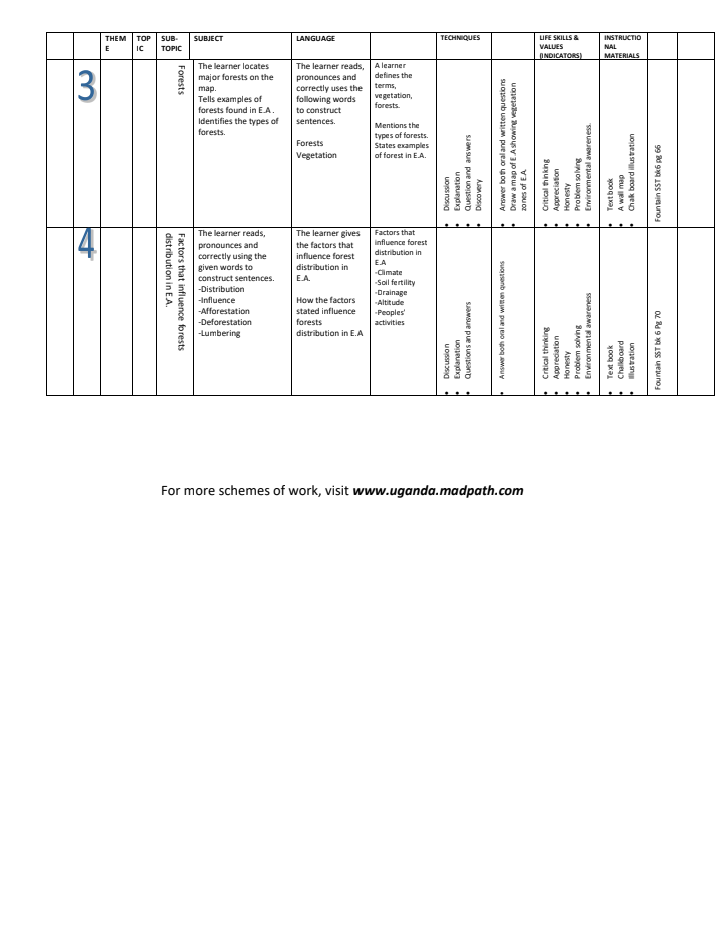 THEM
E
TOP
IC
SUB-
TOPIC
SUBJECT
LANGUAGE
TECHNIQUES
LIFE SKILLS &
VALUES
(INDICATORS)
INSTRUCTIO
NAL
MATERIALS
3
Forests
The learner locates
major forests on the
map.
Tells examples of
forests found in E.A .
Identifies the types of
forests.
The learner reads,
pronounces and
correctly uses the
following words
to construct
sentences.
Forests
Vegetation
A learner
defines the
terms,
vegetation,
forests.
Mentions the
types of forests.
States examples
of forest in E.A.
• Discussion
• Explanation
• Question and answers
• Discovery
• Answer both oral and written questions
• Draw a map of E.A showing vegetation
zones of E.A.
• Critical thinking
• Appreciation
• Honesty
• Problem solving
• Environmental awareness.
• Text book
• A wall map
• Chalk board illustration
Fountain SST bk6 pg 66
4
Factors that influence forests
distribution in E.A.
The learner reads,
pronounces and
correctly using the
given words to
construct sentences.
-Distribution
-Influence
-Afforestation
-Deforestation
-Lumbering
The learner gives
the factors that
influence forest
distribution in
E.A.
How the factors
stated influence
forests
distribution in E.A
Factors that
influence forest
distribution in
E.A
-Climate
-Soil fertility
-Drainage
-Altitude
-Peoples'
activities
• Discussion
• Explanation
• Questions and answers
• Answer both oral and written questions
• Critical thinking
• Appreciation
• Honesty
• Problem solving
• Environmental awareness
• Text book
• Chalkboard
• Illustration
Fountain SST bk 6 Pg 70
For more schemes of work, visit www.uganda.madpath.com